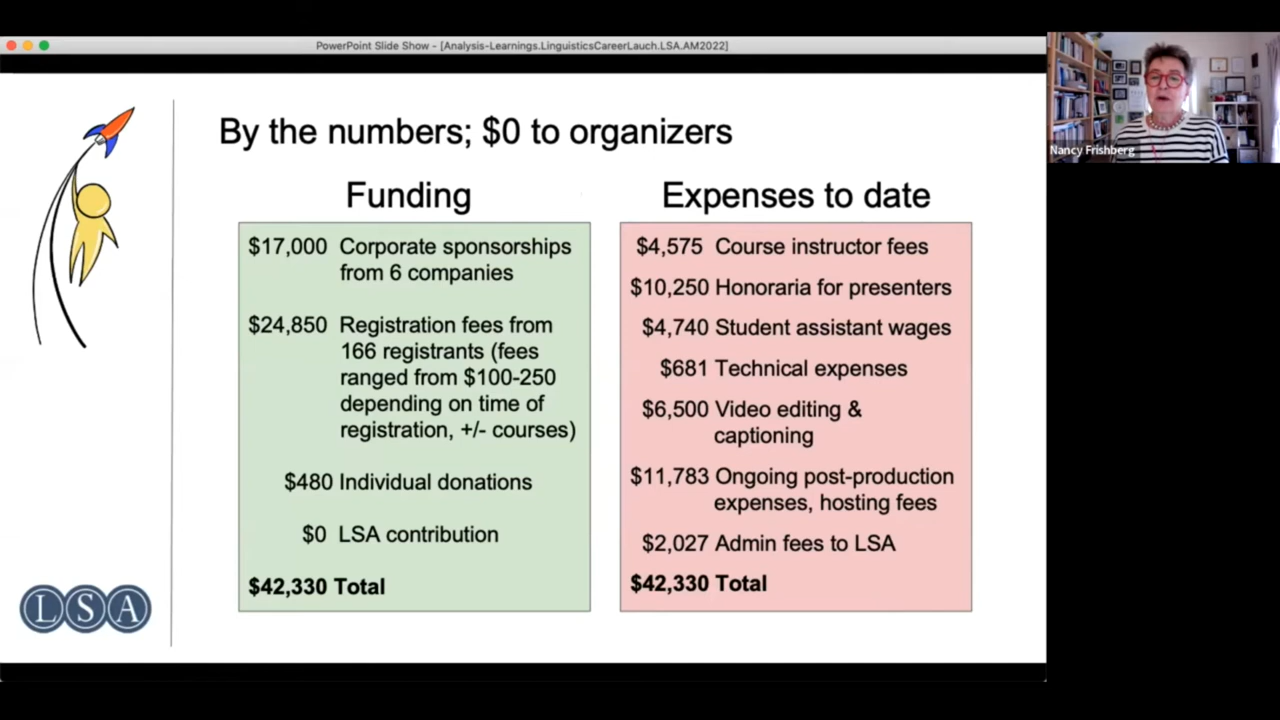 PowerPoint Slide Show - [Analysis-Learnings.LinguisticsCareerLauch.LSA.AM2022]
Nancy Frishberg
By the numbers; $0 to organizers
Funding
$17,000 Corporate sponsorships
from 6 companies
$24,850 Registration fees from
166 registrants (fees
ranged from $100-250
depending on time of
registration, +/- courses)
$480 Individual donations
$0 LSA contribution
$42,330 Total
Expenses to date
$4,575 Course instructor fees
$10,250 Honoraria for presenters
$4,740 Student assistant wages
$681 Technical expenses
$6,500 Video editing &
captioning
$11,783 Ongoing post-production
expenses, hosting fees
$2,027 Admin fees to LSA
$42,330 Total
LSA